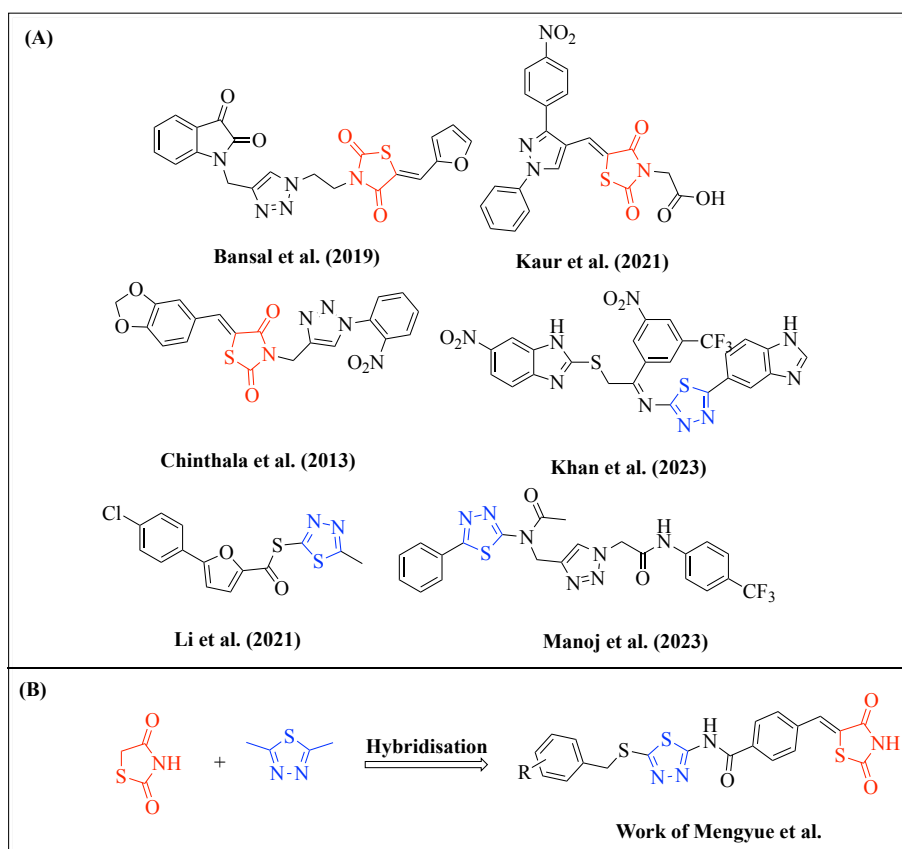 (A)
NO₂
O
O
N
N
N
N
O
S
N
O
O
N
N
O
N
S
O
O
OH
Bansal et al. (2019)
Kaur et al. (2021)
O
O
O
S
N
O
N
N
N
O₂N
NO₂
H
N
N
S
O₂N
CF₃
N
S
N
N
H
N
N
Chinthala et al. (2013)
Khan et al. (2023)
Cl
O
S
O
N
N
S
N
N
S
O
N
N
N
N
O
H
N
CF₃
Li et al. (2021)
Manoj et al. (2023)
(B)
O
NH
S
O
+
S
N
N
Hybridisation
R
S
S
N
N
H
N
O
O
NH
S
O
Work of Mengyue et al.